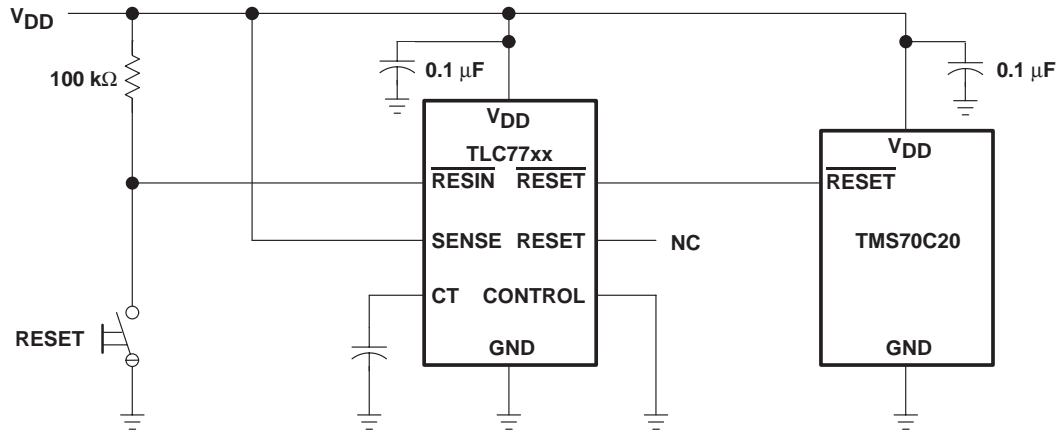 VDD
100 kΩ
0.1 μF
0.1 μF
VDD
TLC77xx
RESIN RESET
SENSE RESET
NC
CT CONTROL
GND
RESET
VDD
RESET
TMS70C20
GND